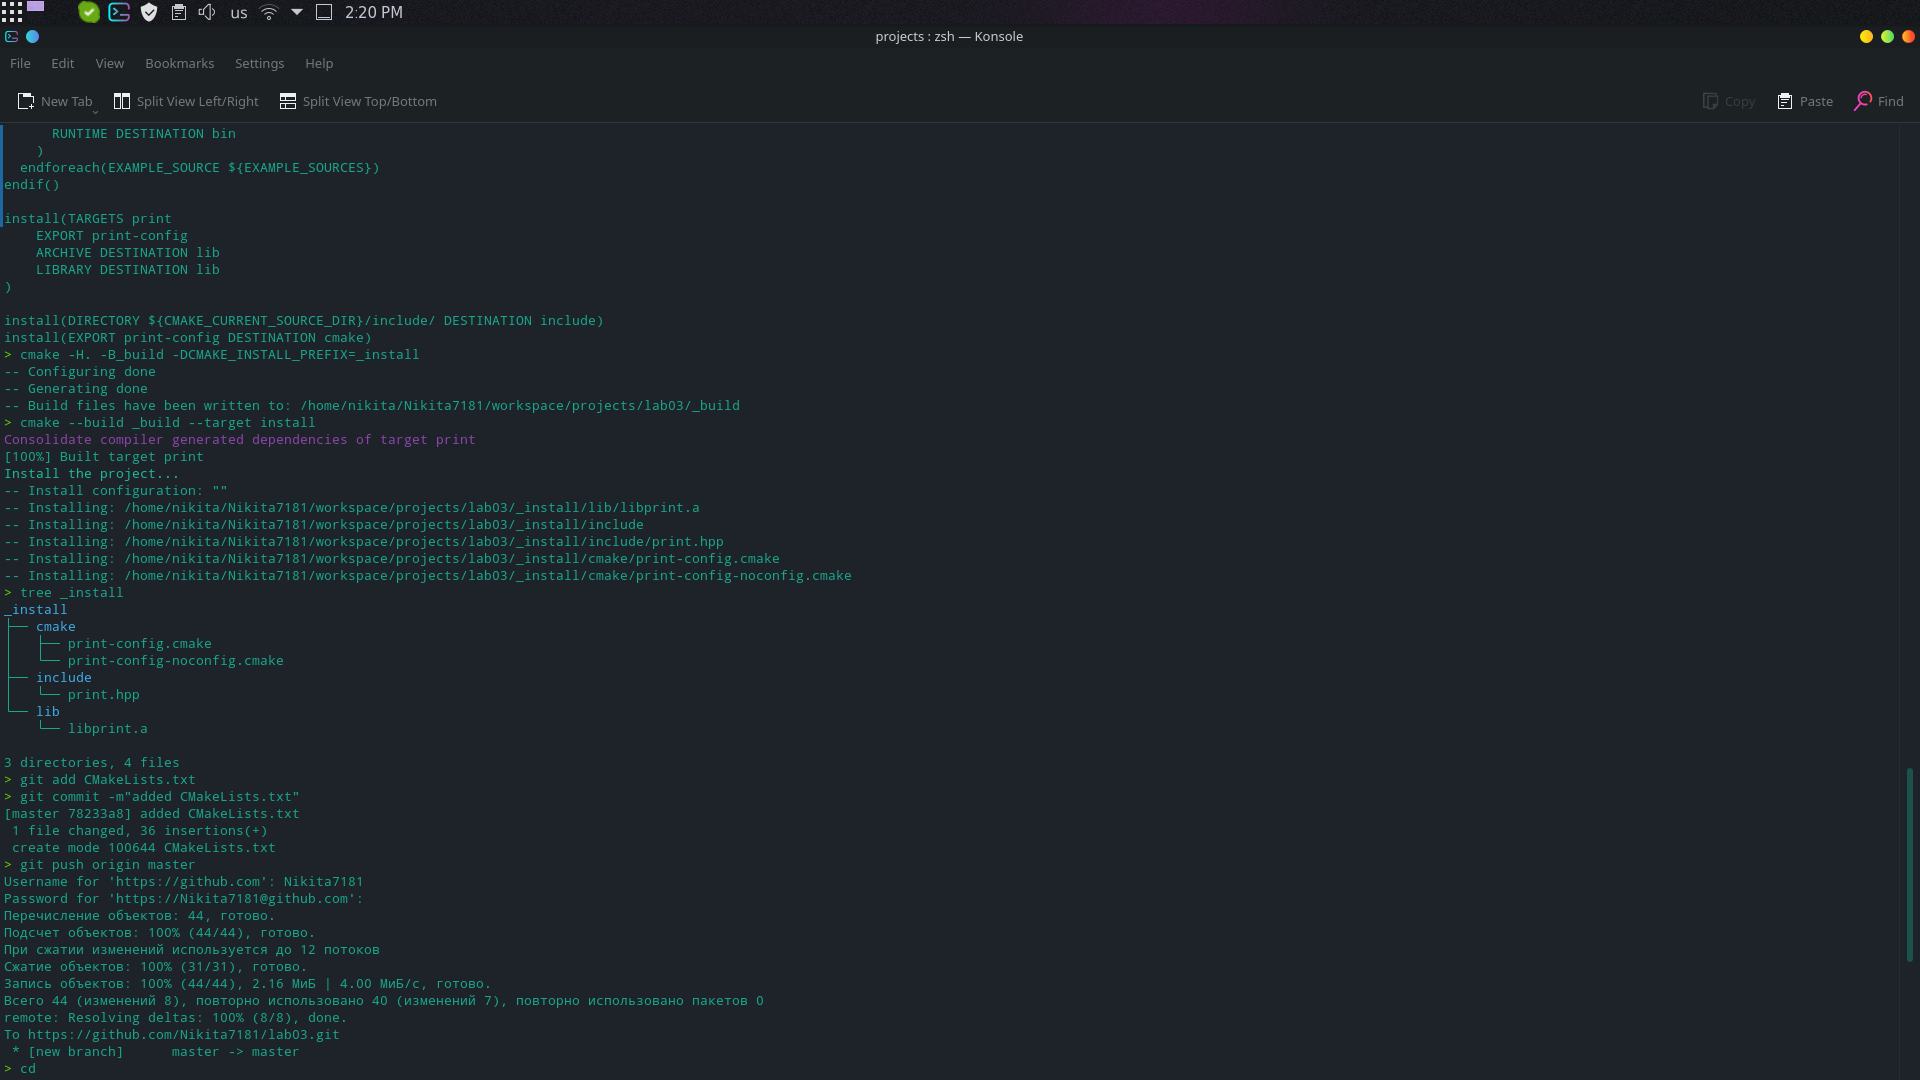 us 2:20 PM
projects : zsh — Konsole
File Edit View Bookmarks Settings Help
New Tab Split View Left/Right Split View Top/Bottom Copy Paste Find
      RUNTIME DESTINATION bin
    )
  endforeach(EXAMPLE_SOURCE ${EXAMPLE_SOURCES})
endif()

install(TARGETS print
    EXPORT print-config
    ARCHIVE DESTINATION lib
    LIBRARY DESTINATION lib
)

install(DIRECTORY ${CMAKE_CURRENT_SOURCE_DIR}/include/ DESTINATION include)
install(EXPORT print-config DESTINATION cmake)
> cmake -H. -B_build -DCMAKE_INSTALL_PREFIX=_install
-- Configuring done
-- Generating done
-- Build files have been written to: /home/nikita/Nikita7181/workspace/projects/lab03/_build
> cmake --build _build --target install
Consolidate compiler generated dependencies of target print
[100%] Built target print
Install the project...
-- Install configuration: ""
-- Installing: /home/nikita/Nikita7181/workspace/projects/lab03/_install/lib/libprint.a
-- Installing: /home/nikita/Nikita7181/workspace/projects/lab03/_install/include
-- Installing: /home/nikita/Nikita7181/workspace/projects/lab03/_install/include/print.hpp
-- Installing: /home/nikita/Nikita7181/workspace/projects/lab03/_install/cmake/print-config.cmake
-- Installing: /home/nikita/Nikita7181/workspace/projects/lab03/_install/cmake/print-config-noconfig.cmake
> tree _install
_install
├── cmake
│   ├── print-config.cmake
│   └── print-config-noconfig.cmake
├── include
│   └── print.hpp
└── lib
    └── libprint.a

3 directories, 4 files
> git add CMakeLists.txt
> git commit -m"added CMakeLists.txt"
[master 78233a8] added CMakeLists.txt
 1 file changed, 36 insertions(+)
 create mode 100644 CMakeLists.txt
> git push origin master
Username for 'https://github.com': Nikita7181
Password for 'https://Nikita7181@github.com':
Перечисление объектов: 44, готово.
Подсчет объектов: 100% (44/44), готово.
При сжатии изменений используется до 12 потоков
Сжатие объектов: 100% (31/31), готово.
Запись объектов: 100% (44/44), 2.16 МиБ | 4.00 МиБ/с, готово.
Всего 44 (изменений 8), повторно использовано 40 (изменений 7), повторно использовано пакетов 0
remote: Resolving deltas: 100% (8/8), done.
To https://github.com/Nikita7181/lab03.git
 * [new branch]      master -> master
> cd